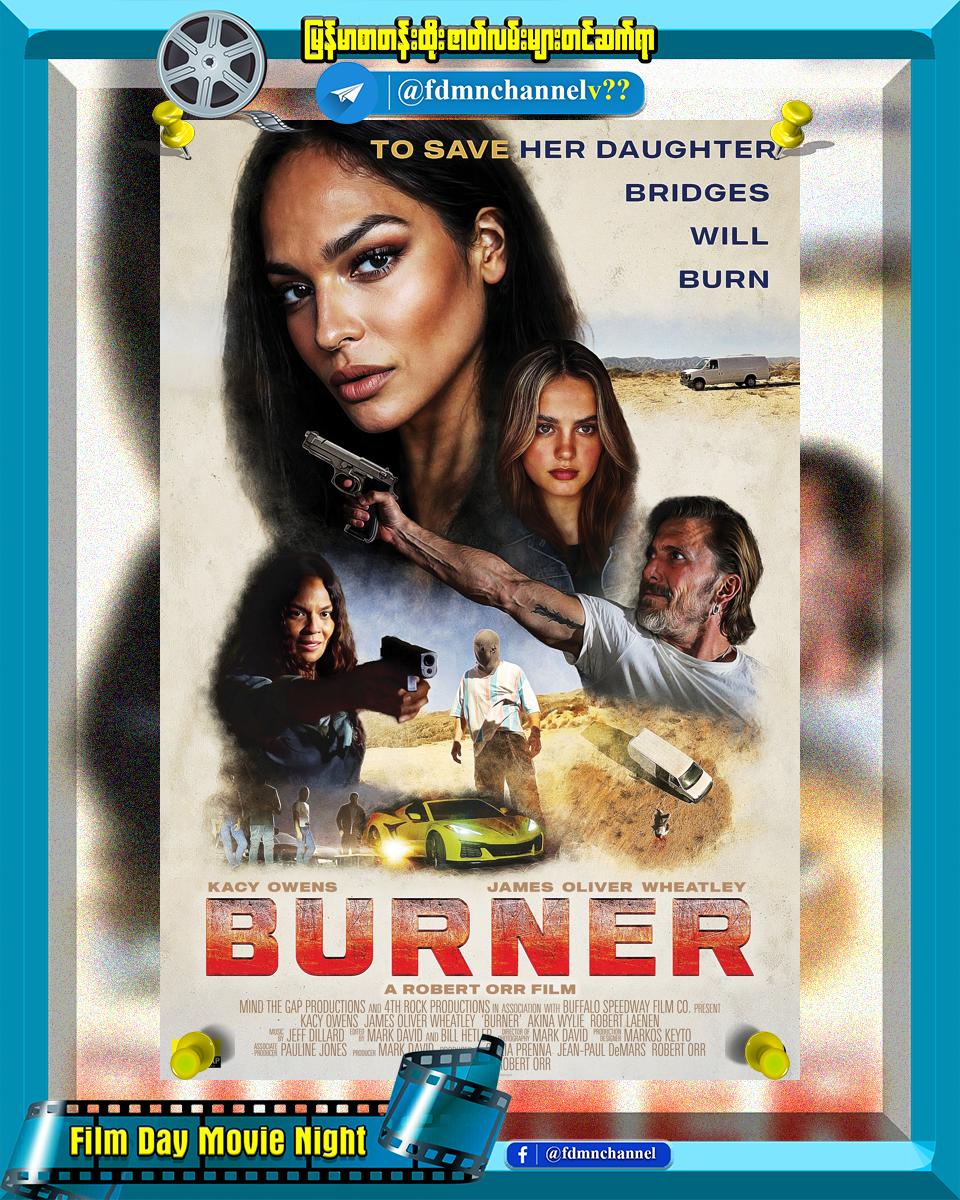 မြန်မာစာတန်းထိုးဇာတ်လမ်းများတင်ဆက်ရာ
@fdmnchannelv??
TO SAVE HER DAUGHTER
BRIDGES
WILL
BURN
KACY OWENS JAMES OLIVER WHEATLEY
BURNER
A ROBERT ORR FILM
MIND THE GAP PRODUCTIONS AND 4TH ROCK PRODUCTIONS IN ASSOCIATION WITH BUFFALO SPEEDWAY FILM CO. PRESENT
KACY OWENS JAMES OLIVER WHEATLEY 'BURNER' AKINA WYLIE ROBERT LAENEN
MUSIC BY JEFF DILLARD EDITED BY MARK DAVID AND BILL DIRECTOR OF MARK DAVID PRODUCTION DESIGNER MARKOS KEYTO
ASSOCIATE PRODUCER PAULINE JONES PRODUCER MARK DAVID PRENNA JEAN-PAUL DeMARS ROBERT ORR
ROBERT ORR
Film Day Movie Night
@fdmnchannel